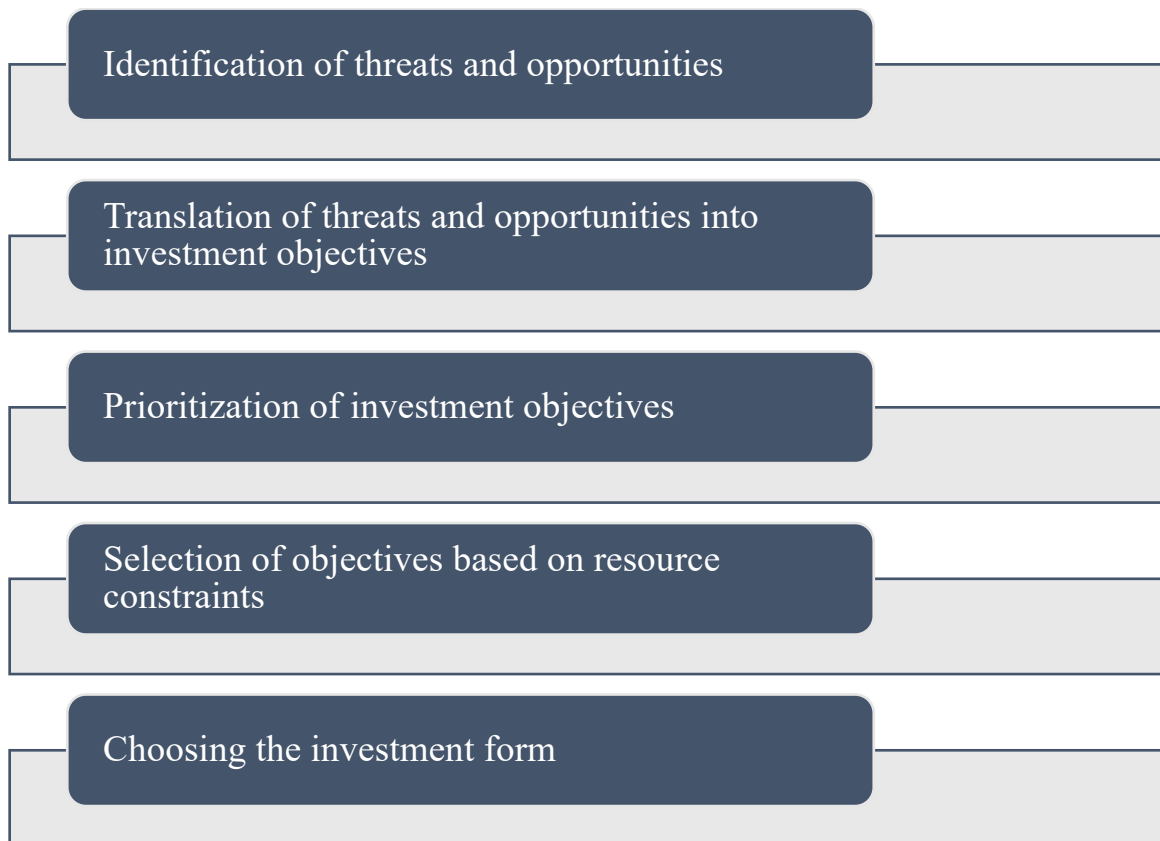 Identification of threats and opportunities
Translation of threats and opportunities into
investment objectives
Prioritization of investment objectives
Selection of objectives based on resource
constraints
Choosing the investment form